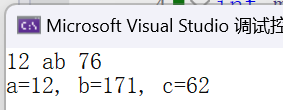 Microsoft Visual Studio 调试控
12 ab 76
a=12, b=171, c=62